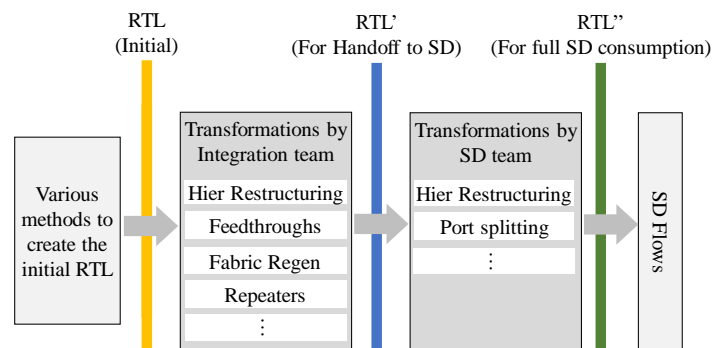 RTL
(Initial)
RTL’
(For Handoff to SD)
RTL’’
(For full SD consumption)
Various
methods to
create the
initial RTL
Transformations by
Integration team
Hier Restructuring
Feedthroughs
Fabric Regen
Repeaters
⋮
Transformations by
SD team
Hier Restructuring
Port splitting
⋮
SD Flows